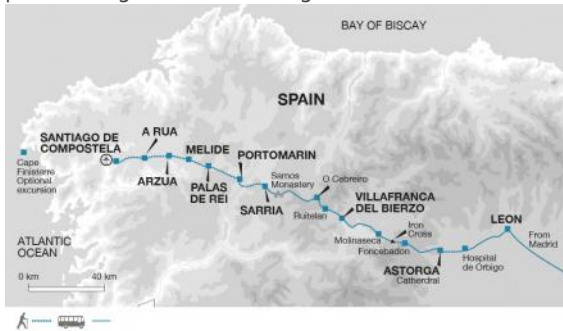 BAY OF BISCAY
SPAIN
SANTIAGO DE
COMPOSTELA
A RUA
MELIDE
PORTOMARIN
Cape
Finisterre
Optional
excursion
ARZUA
PALAS
DE REI
Samos
Monastery
O Cebreiro
SARRIA
Ruitelan
VILLAFRANCA
DEL BIERZO
LEON
Iron
Cross
Molinaseca
Foncebadon
From
Madrid
ATLANTIC
OCEAN
ASTORGA
Catherdral
Hospital
de Orbigo
0 km
40 km